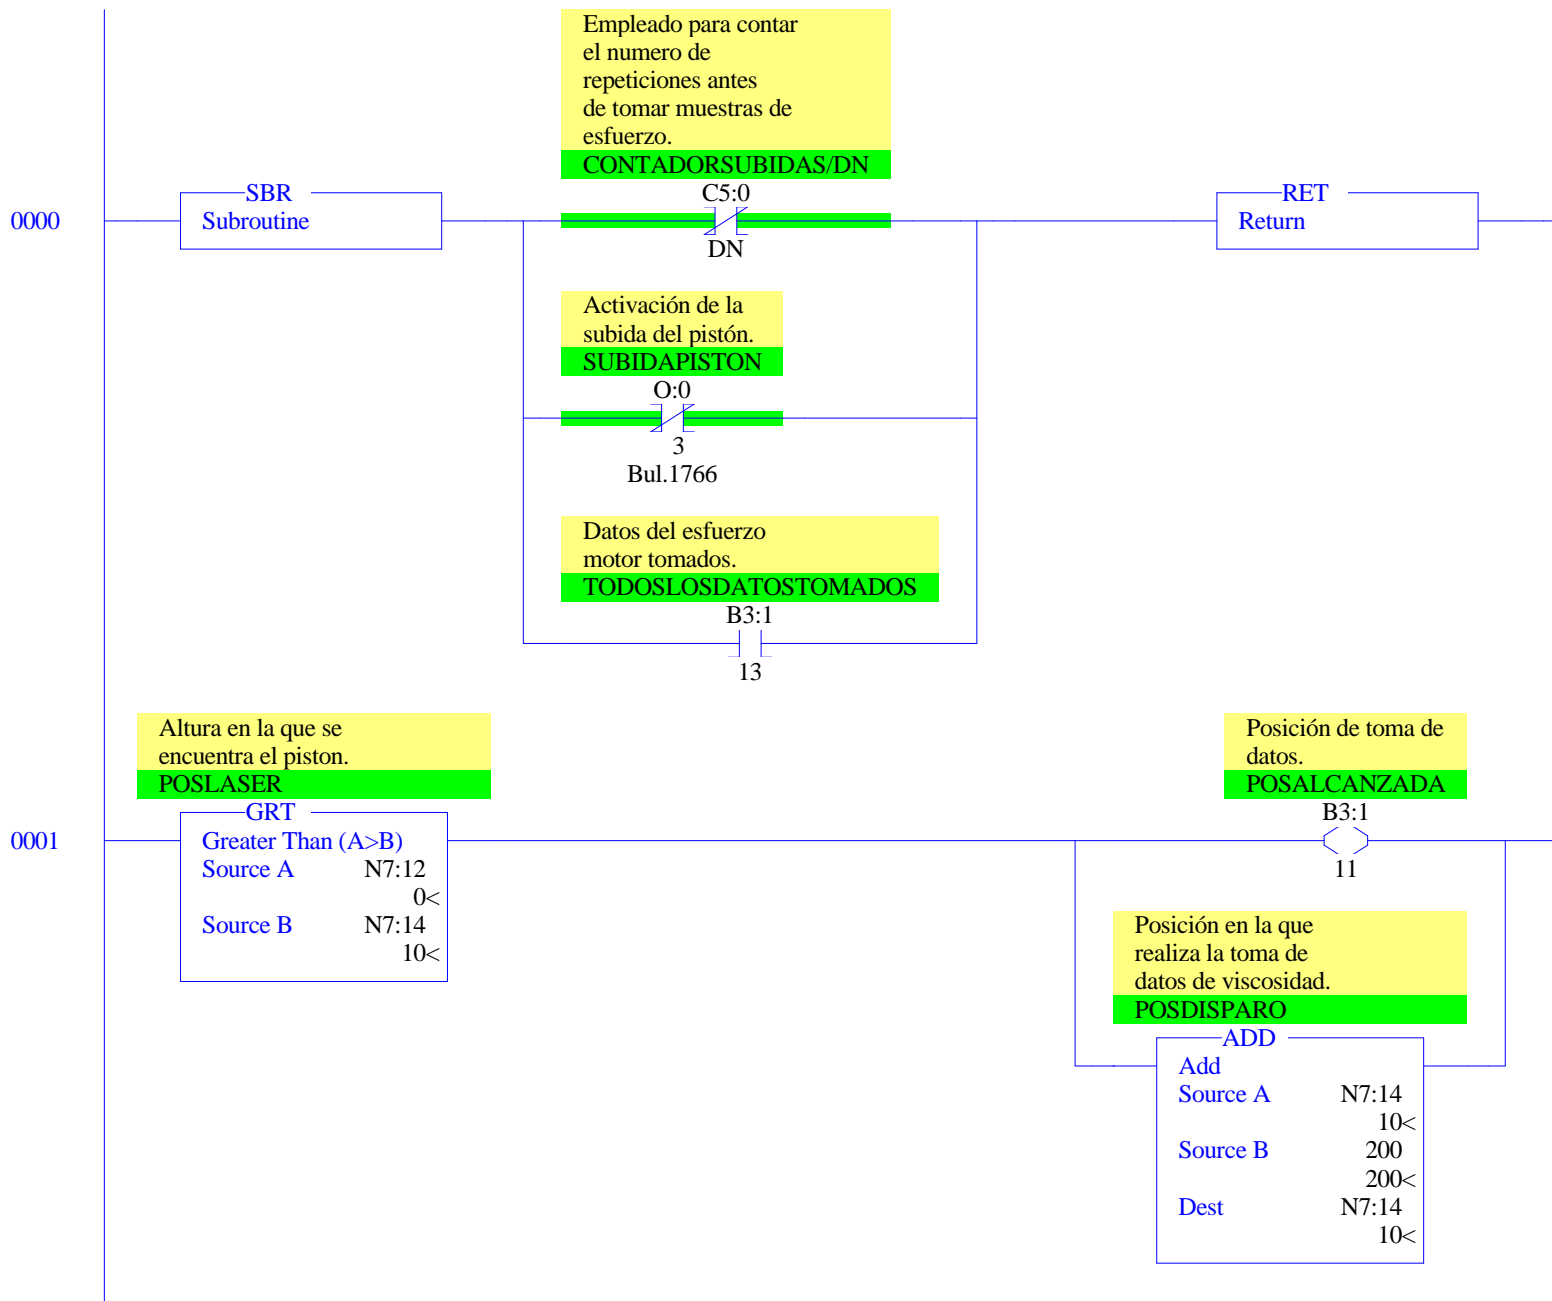 Empleado para contar
el numero de
repeticiones antes
de tomar muestras de
esfuerzo.
CONTADORSUBIDAS/DN
C5:0
DN
0000
SBR
Subroutine
RET
Return
Activación de la
subida del pistón.
SUBIDAPISTON
O:0
3
Bul.1766
Datos del esfuerzo
motor tomados.
TODOSLOSDATOSTOMADOS
B3:1
13
Altura en la que se
encuentra el piston.
POSLASER
0001
GRT
Greater Than (A>B)
Source A N7:12
0<
Source B N7:14
10<
Posición de toma de
datos.
POSALCANZADA
B3:1
11
Posición en la que
realiza la toma de
datos de viscosidad.
POSDISPARO
ADD
Add
Source A N7:14
10<
Source B 200
200<
Dest N7:14
10<